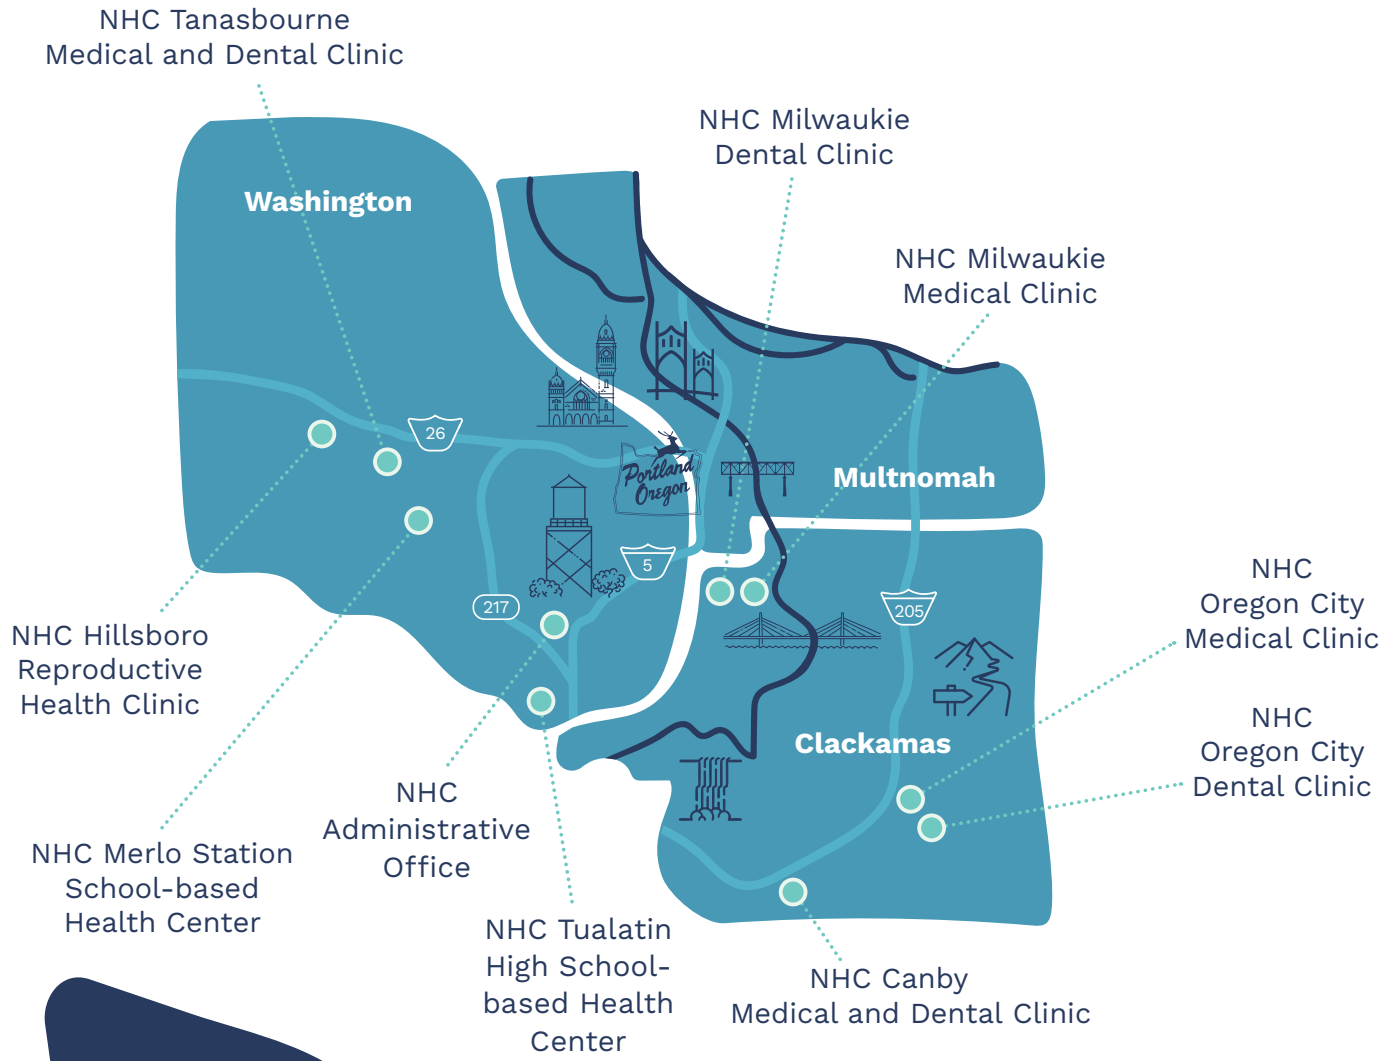 NHC Tanasbourne
Medical and Dental Clinic
NHC Milwaukie
Dental Clinic
Washington
NHC Milwaukie
Medical Clinic
26
Portland
Oregon
Multnomah
5
217
205
NHC
Oregon City
Medical Clinic
NHC Hillsboro
Reproductive
Health Clinic
NHC
Oregon City
Dental Clinic
Clackamas
NHC
Administrative
Office
NHC Merlo Station
School-based
Health Center
NHC Tualatin
High School-
based Health
Center
NHC Canby
Medical and Dental Clinic